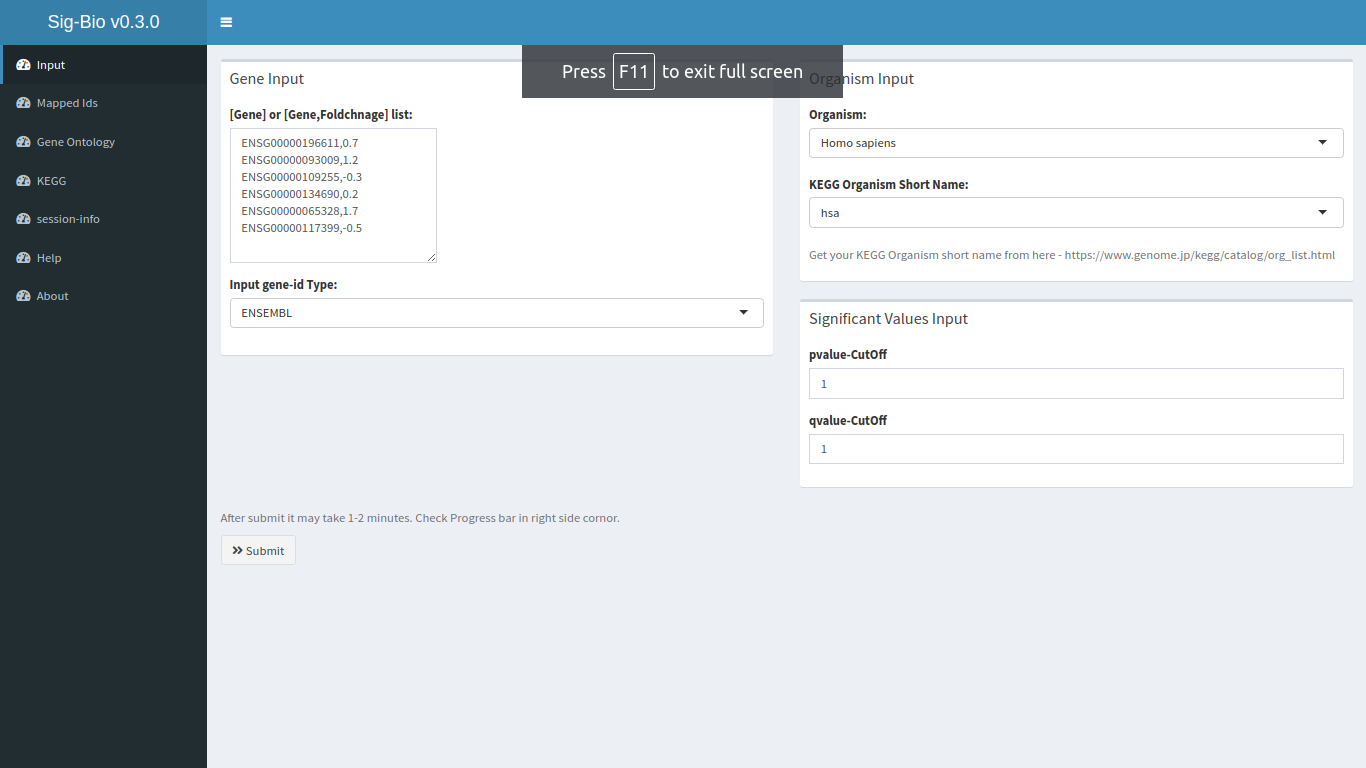 Sig-Bio v0.3.0
Input
Mapped Ids
Gene Ontology
KEGG
session-info
Help
About
Press F11 to exit full screen
Gene Input
[Gene] or [Gene,Foldchnage] list:
ENSG00000196611,0.7
ENSG00000093009,1.2
ENSG00000109255,-0.3
ENSG00000134690,0.2
ENSG00000065328,1.7
ENSG00000117399,-0.5
Input gene-id Type:
ENSEMBL
Organism Input
Organism:
Homo sapiens
KEGG Organism Short Name:
hsa
Get your KEGG Organism short name from here - https://www.genome.jp/kegg/catalog/org_list.html
Significant Values Input
pvalue-CutOff
1
qvalue-CutOff
1
After submit it may take 1-2 minutes. Check Progress bar in right side cornor.
Submit